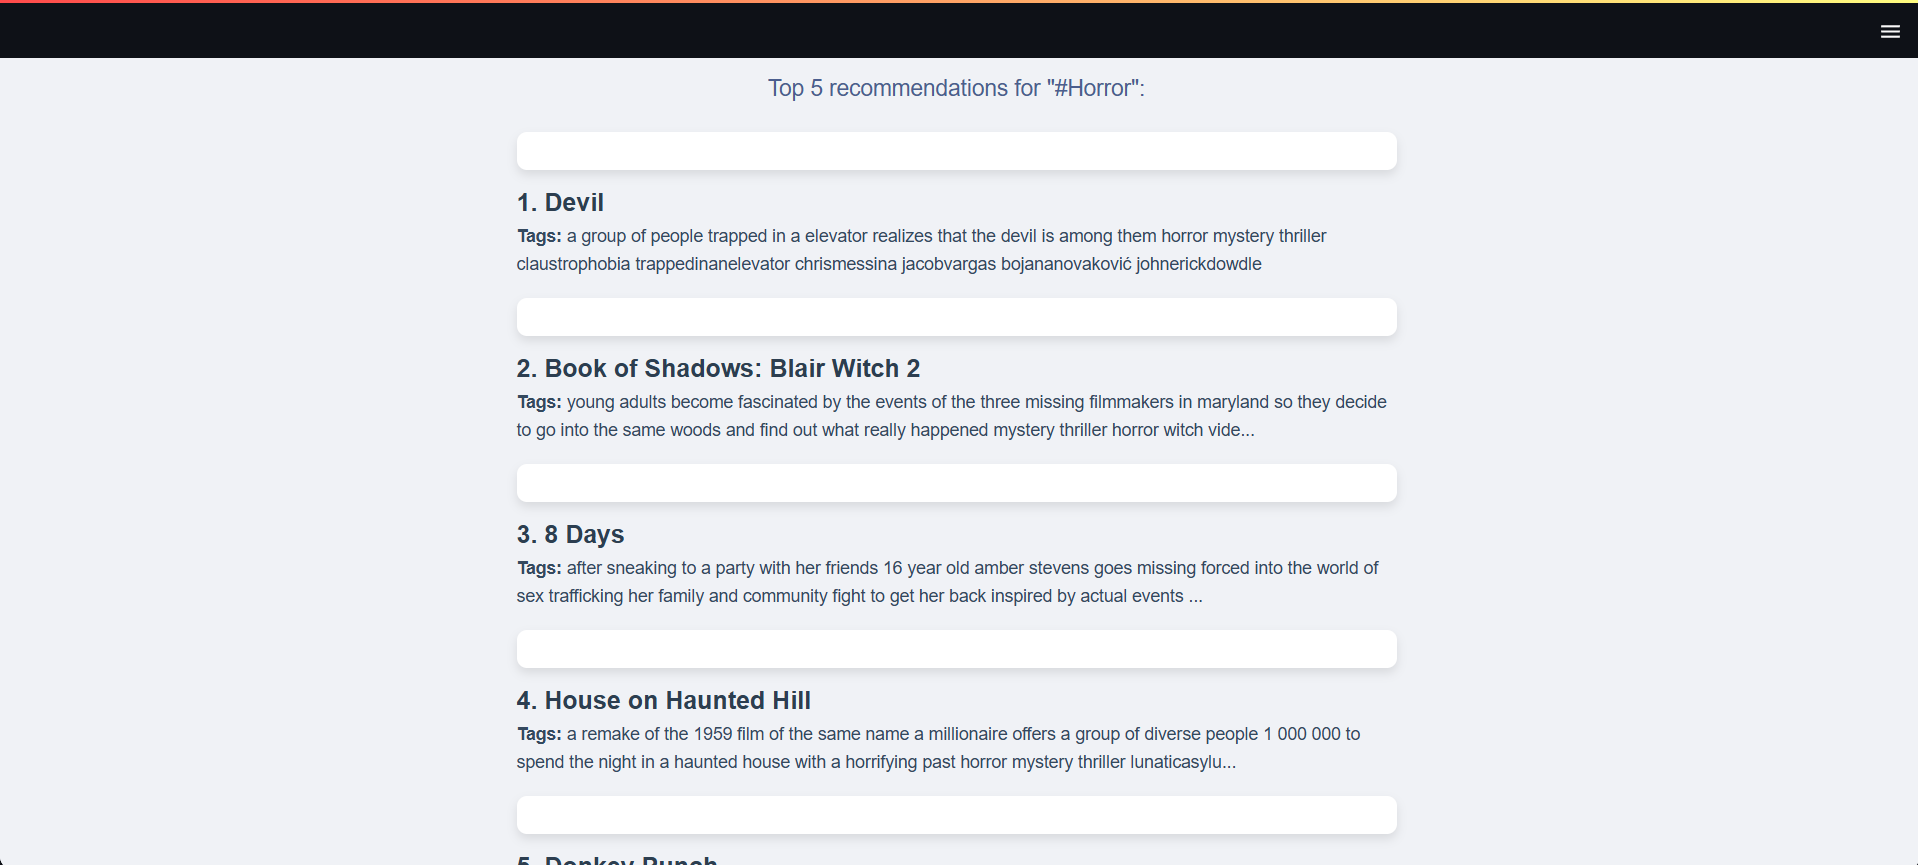 Top 5 recommendations for "#Horror":
1. Devil
Tags: a group of people trapped in a elevator realizes that the devil is among them horror mystery thriller
claustrophobia trappedinanelevator chrismessina jacobvargas bojananovaković johnerickdowdle
2. Book of Shadows: Blair Witch 2
Tags: young adults become fascinated by the events of the three missing filmmakers in maryland so they decide
to go into the same woods and find out what really happened mystery thriller horror witch vide...
3. 8 Days
Tags: after sneaking to a party with her friends 16 year old amber stevens goes missing forced into the world of
sex trafficking her family and community fight to get her back inspired by actual events ...
4. House on Haunted Hill
Tags: a remake of the 1959 film of the same name a millionaire offers a group of diverse people 1 000 000 to
spend the night in a haunted house with a horrifying past horror mystery thriller lunaticasylu...
5. Donkey Punch